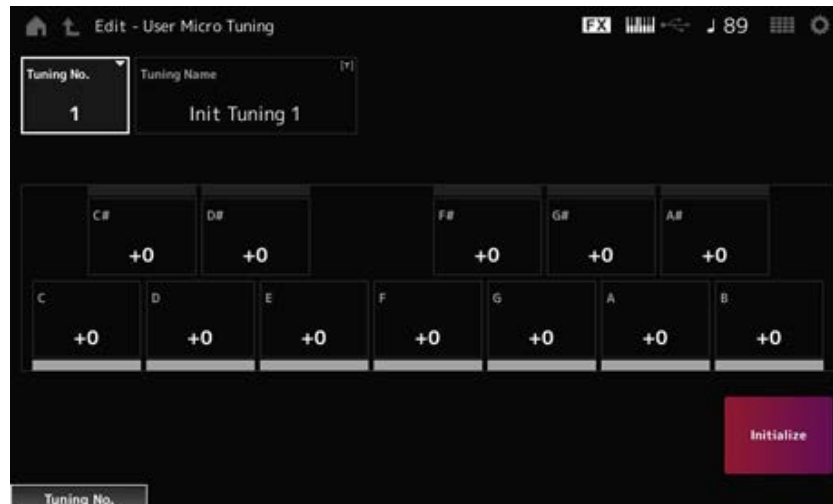 Edit - User Micro Tuning FX ♩ 89
Tuning No. Tuning Name [T]
1 Init Tuning 1
C# D# F# G# A#
+0 +0 +0 +0 +0
C D E F G A B
+0 +0 +0 +0 +0 +0 +0
Initialize
Tuning No.